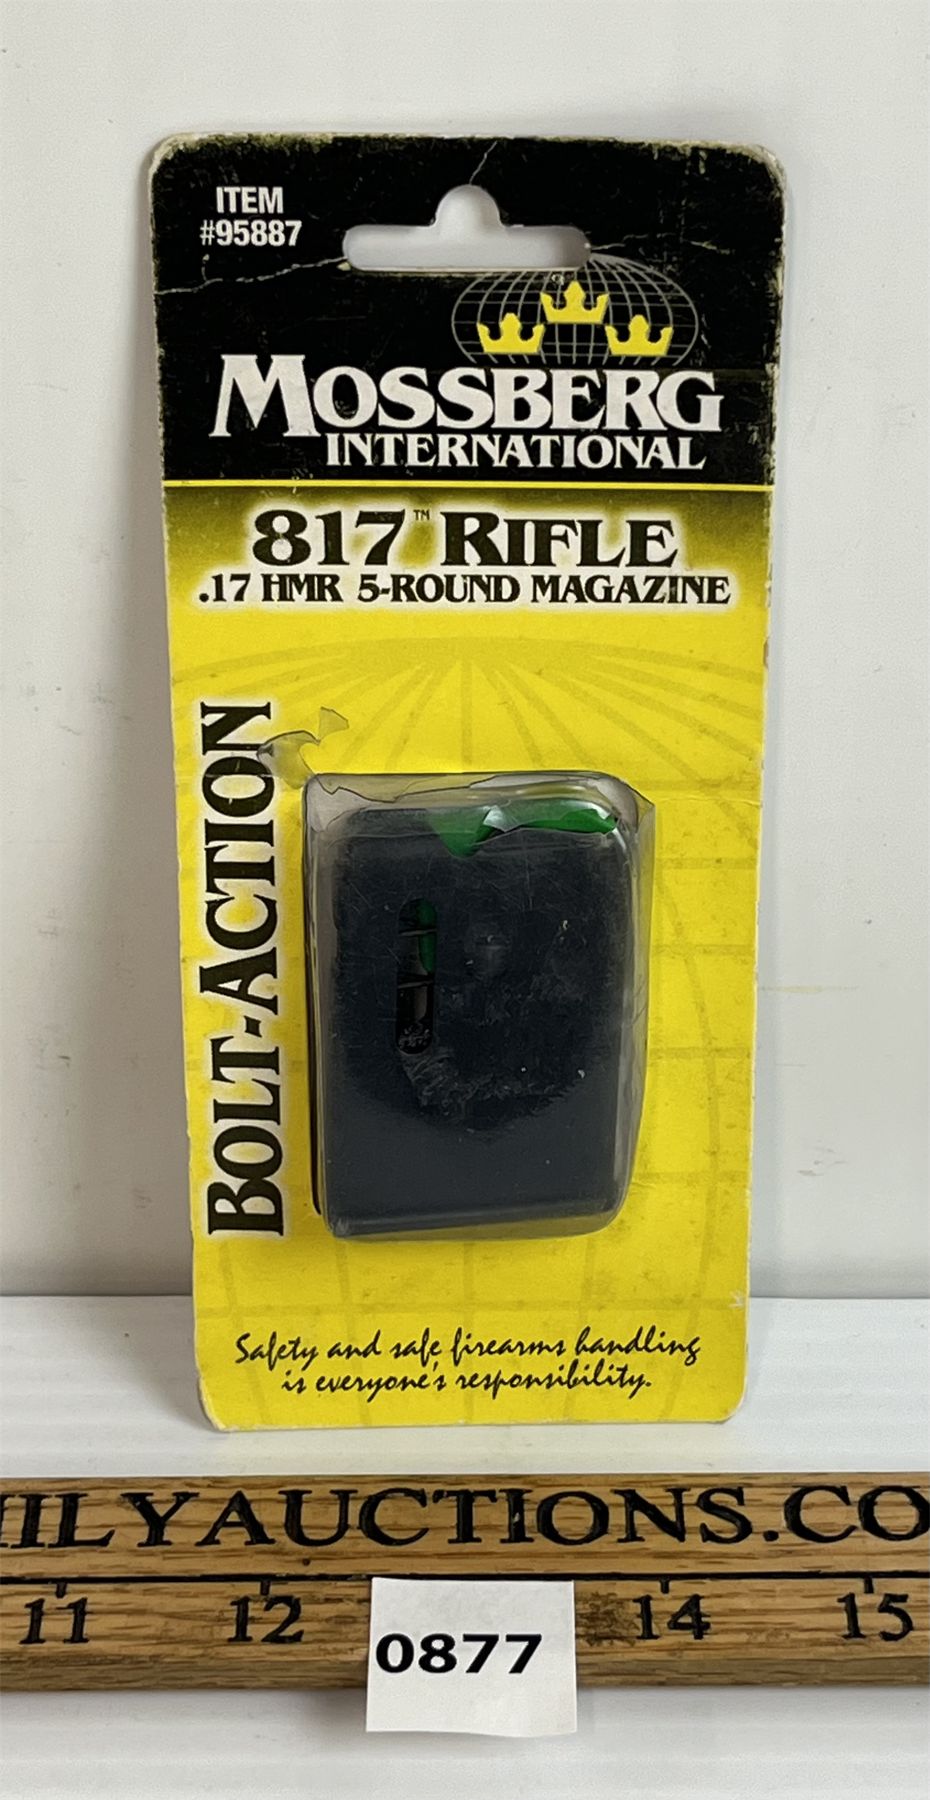 ITEM
#95887
MOSSBERG
INTERNATIONAL
817™ RIFLE
.17 HMR 5-ROUND MAGAZINE
BOLT-ACTION
Safety and safe firearms handling
is everyone's responsibility.
ILYAUCTIONS.CO
11 12 14 15
0877